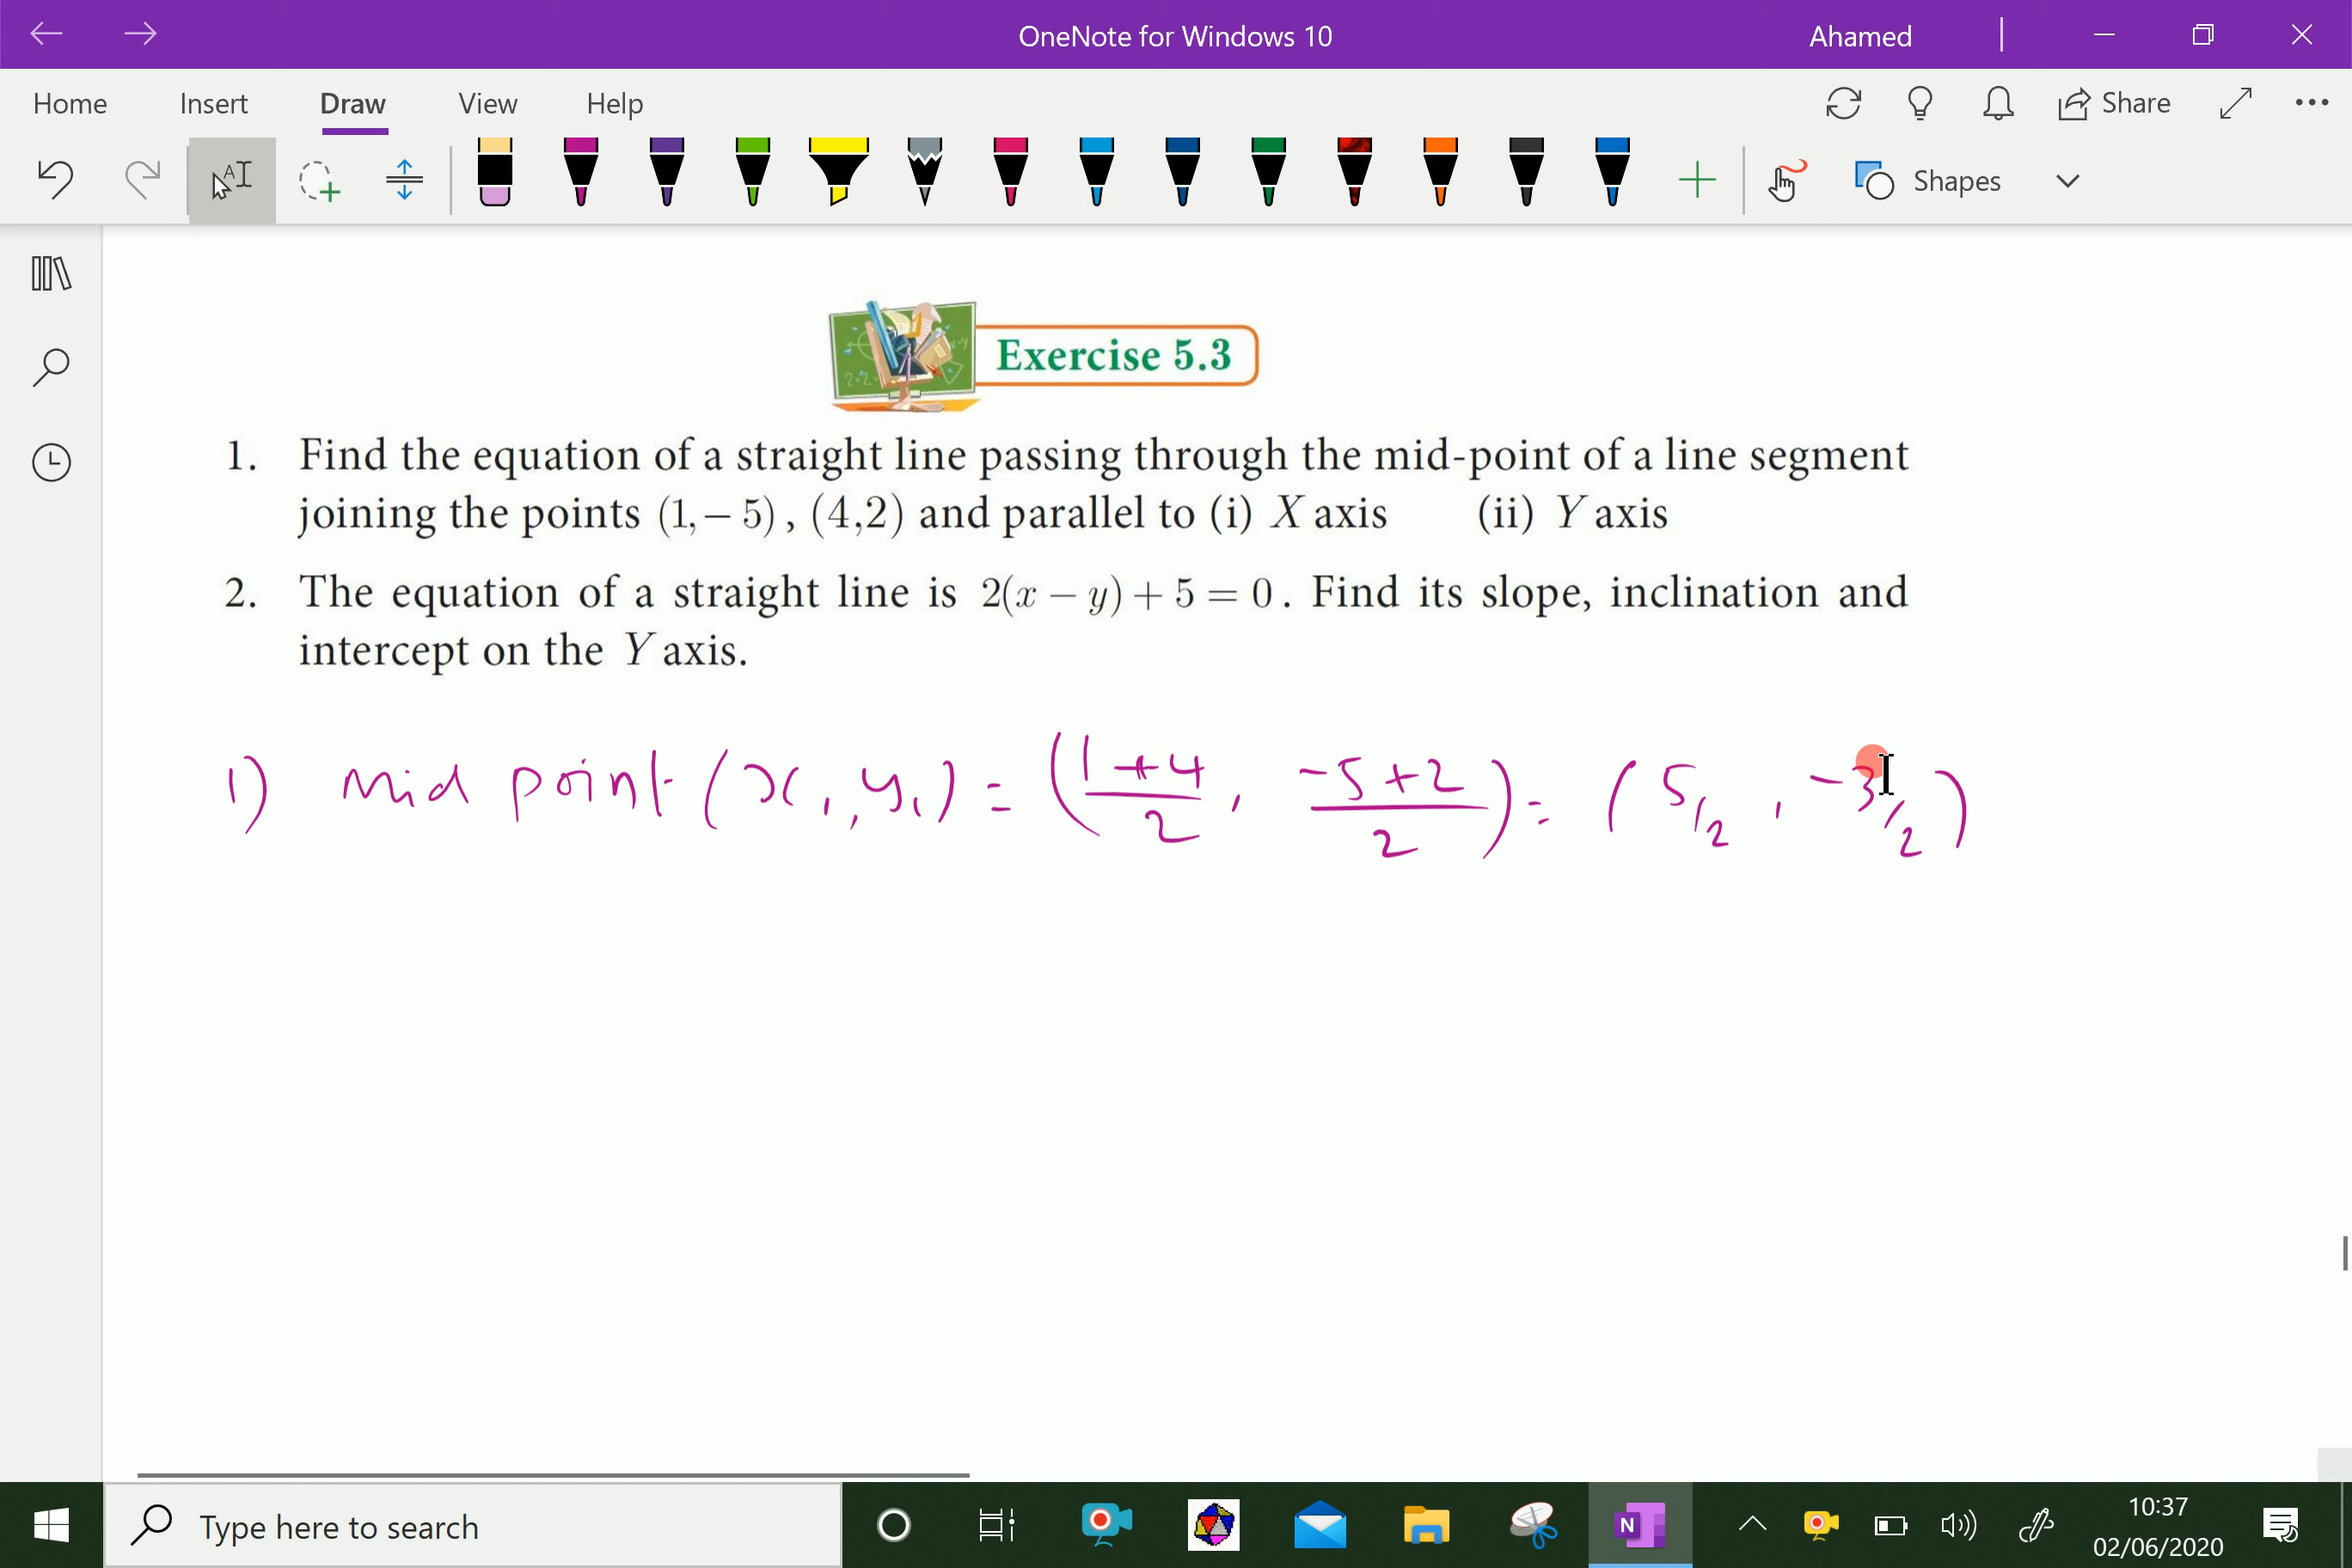 OneNote for Windows 10
Ahamed
Home Insert Draw View Help
Share
Shapes
Exercise 5.3
1. Find the equation of a straight line passing through the mid-point of a line segment
joining the points (1,– 5) , (4,2) and parallel to (i) X axis (ii) Y axis
2. The equation of a straight line is 2(x − y) + 5 = 0 . Find its slope, inclination and
intercept on the Y axis.
1) Mid point (x₁, y₁) = (1+4/2, -5+2/2) = (5/2, -3/2)
Type here to search
N
10:37
02/06/2020